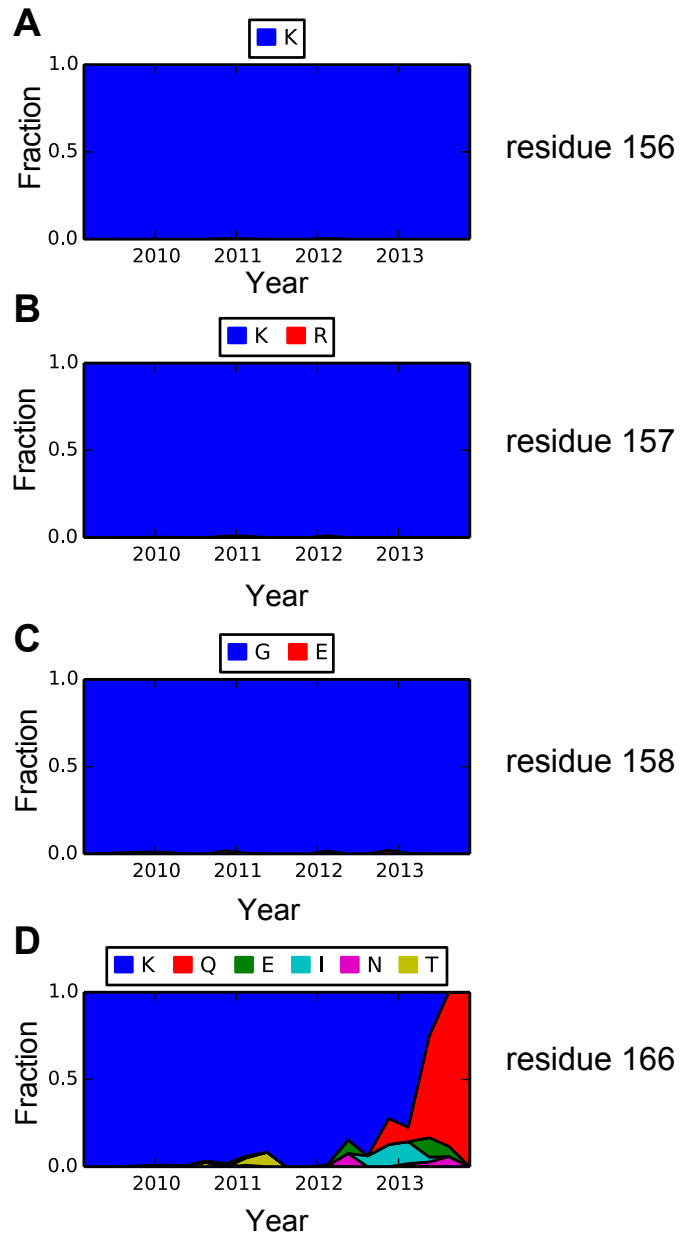 A
K
1.0
0.5
0.0
Fraction
2010 2011 2012 2013
Year
residue 156
B
K R
1.0
0.5
0.0
Fraction
2010 2011 2012 2013
Year
residue 157
C
G E
1.0
0.5
0.0
Fraction
2010 2011 2012 2013
Year
residue 158
D
K Q E I N T
1.0
0.5
0.0
Fraction
2010 2011 2012 2013
Year
residue 166